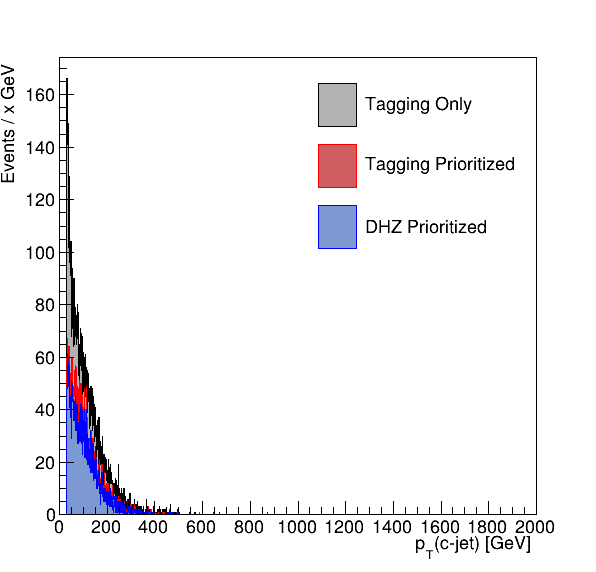 Events / x GeV
160
140
120
100
80
60
40
20
0
Tagging Only
Tagging Prioritized
DHZ Prioritized
0 200 400 600 800 1000 1200 1400 1600 1800 2000
p_T(c-jet) [GeV]